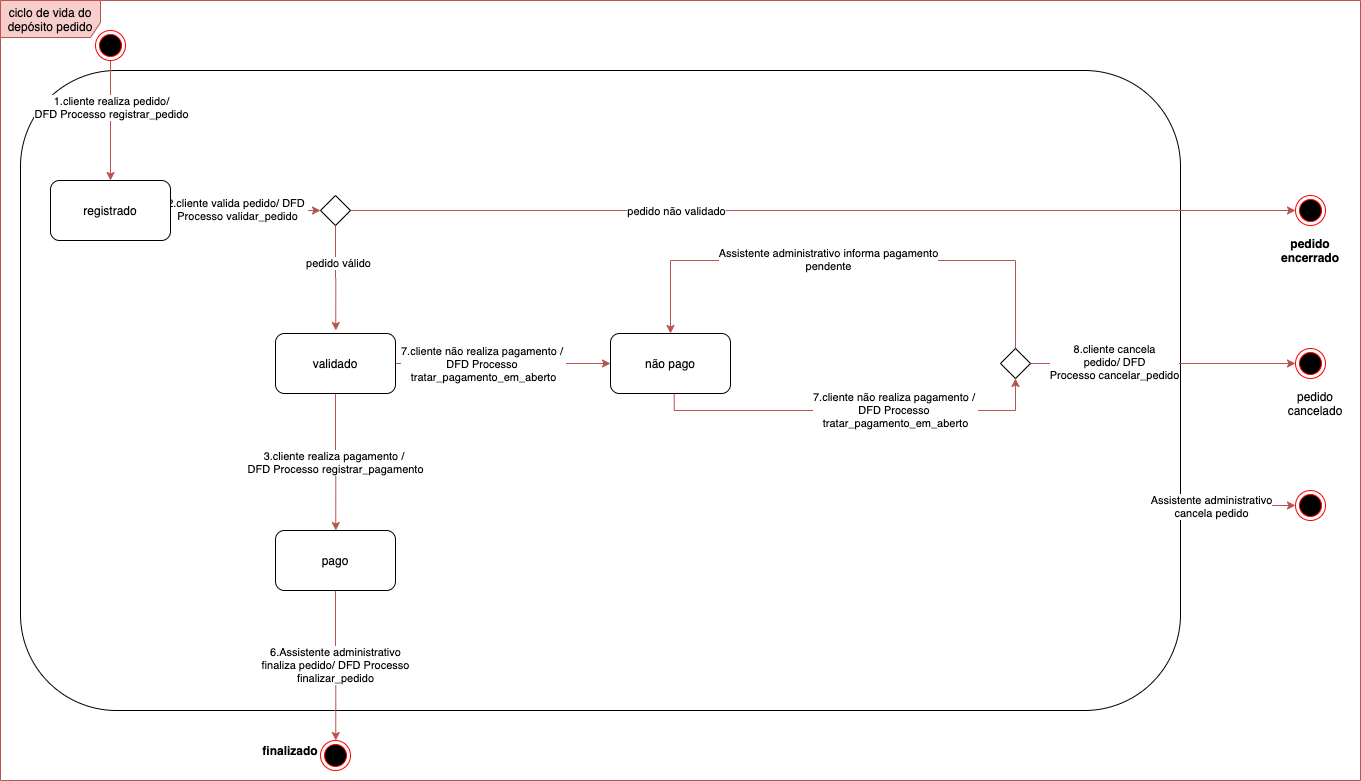 ciclo de vida do
depósito pedido
1.cliente realiza pedido/
DFD Processo registrar_pedido
registrado
2.cliente valida pedido/ DFD
Processo validar_pedido
pedido não validado
pedido
encerrado
pedido válido
Assistente administrativo informa pagamento
pendente
validado
7.cliente não realiza pagamento /
DFD Processo
tratar_pagamento_em_aberto
não pago
8.cliente cancela
pedido/ DFD
Processo cancelar_pedido
pedido
cancelado
7.cliente não realiza pagamento /
DFD Processo
tratar_pagamento_em_aberto
3.cliente realiza pagamento /
DFD Processo registrar_pagamento
Assistente administrativo
cancela pedido
pago
6.Assistente administrativo
finaliza pedido/ DFD Processo
finalizar_pedido
finalizado